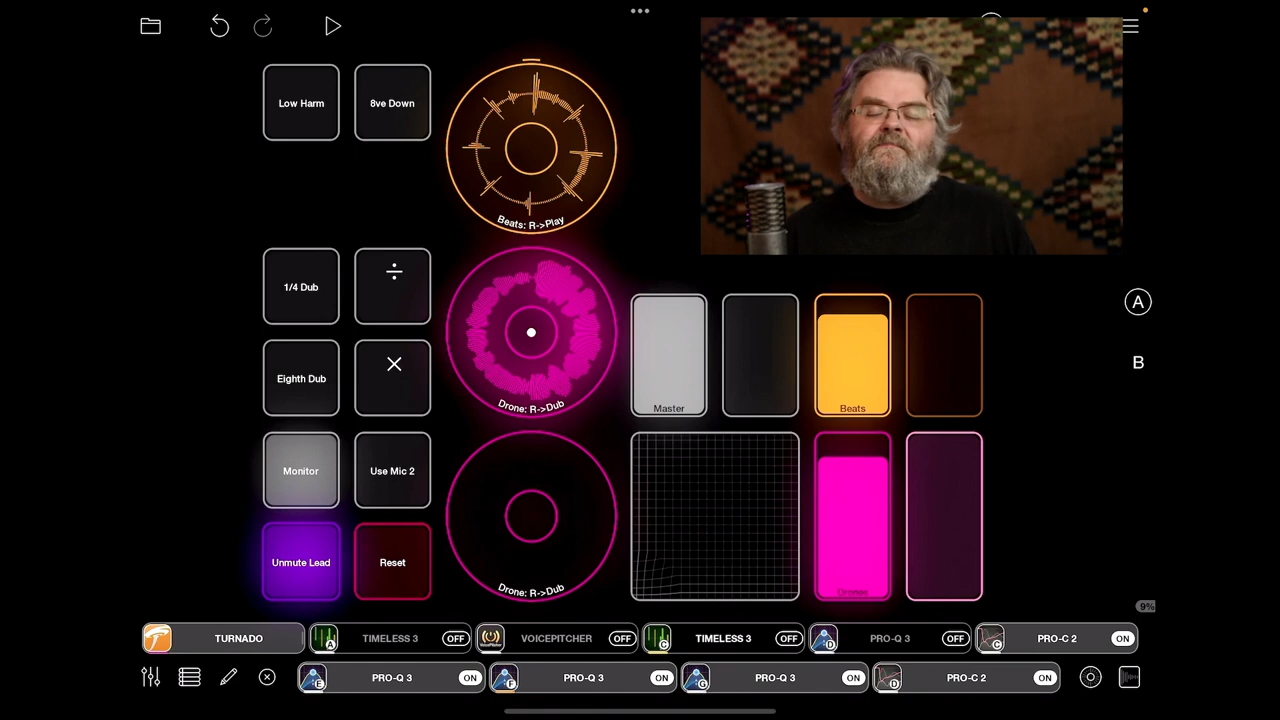 Low Harm
8ve Down
Beats: R->Play
1/4 Dub
÷
Eighth Dub
×
Drone: R->Dub
Master
Beats
A
B
Monitor
Use Mic 2
Unmute Lead
Reset
Drone: R->Dub
Drones
9%
TURNADO
A
TIMELESS 3
OFF
VOICEPITCHER
OFF
C
TIMELESS 3
OFF
D
PRO-Q 3
OFF
C
PRO-C 2
ON
E
PRO-Q 3
ON
F
PRO-Q 3
ON
G
PRO-Q 3
ON
D
PRO-C 2
ON